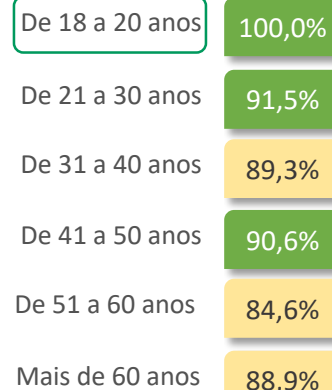 De 18 a 20 anos 100,0%
De 21 a 30 anos 91,5%
De 31 a 40 anos 89,3%
De 41 a 50 anos 90,6%
De 51 a 60 anos 84,6%
Mais de 60 anos 88,9%